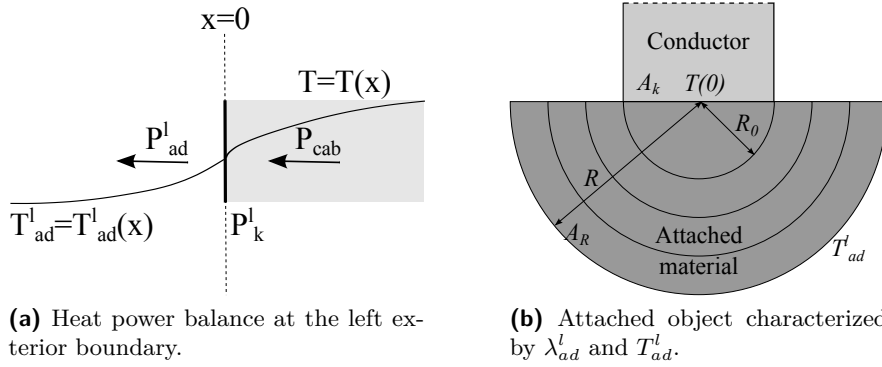 x=0
T=T(x)
P^l_ad
P_cab
T^l_ad=T^l_ad(x)
P^l_k
(a) Heat power balance at the left ex-
terior boundary.
Conductor
A_k T(0)
R_0
R
A_R
Attached
material
T^l_ad
(b) Attached object characterized
by λ^l_ad and T^l_ad.